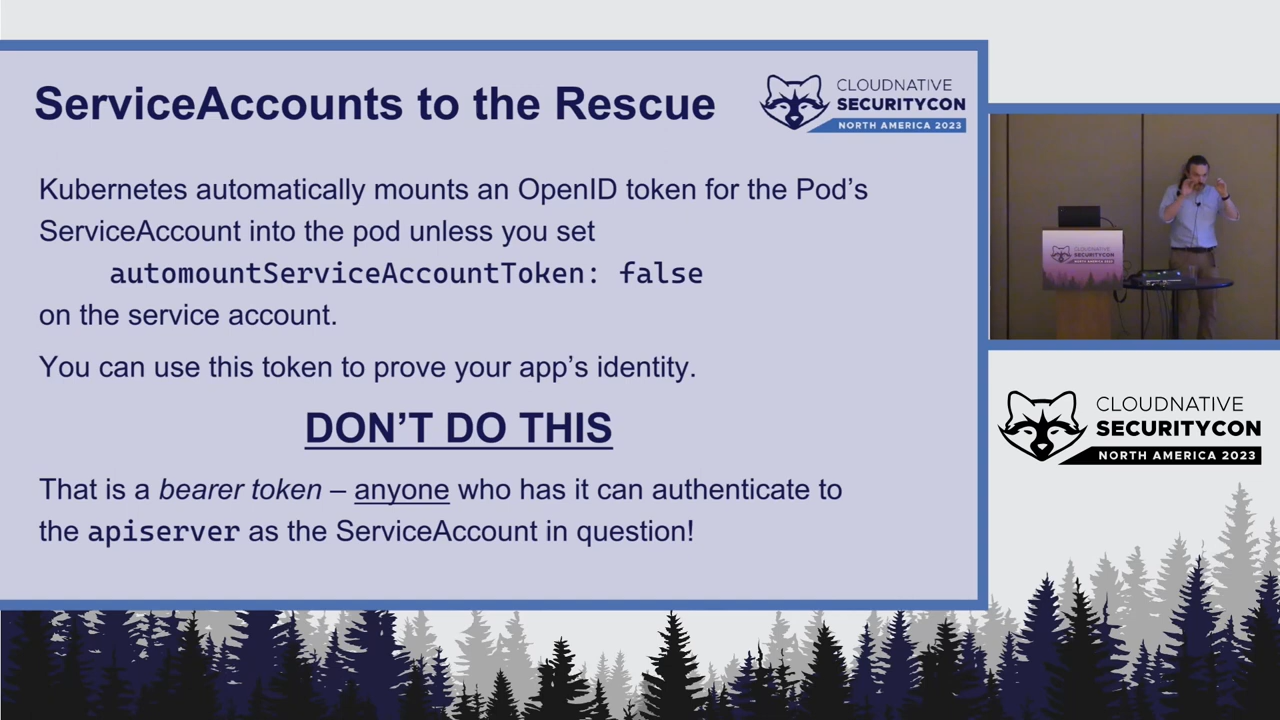 ServiceAccounts to the Rescue
CLOUDNATIVE
SECURITYCON
NORTH AMERICA 2023
Kubernetes automatically mounts an OpenID token for the Pod’s
ServiceAccount into the pod unless you set
automountServiceAccountToken: false
on the service account.
You can use this token to prove your app’s identity.
DON’T DO THIS
That is a bearer token – anyone who has it can authenticate to
the apiserver as the ServiceAccount in question!
CLOUDNATIVE
SECURITYCON
CLOUDNATIVE
SECURITYCON
NORTH AMERICA 2023